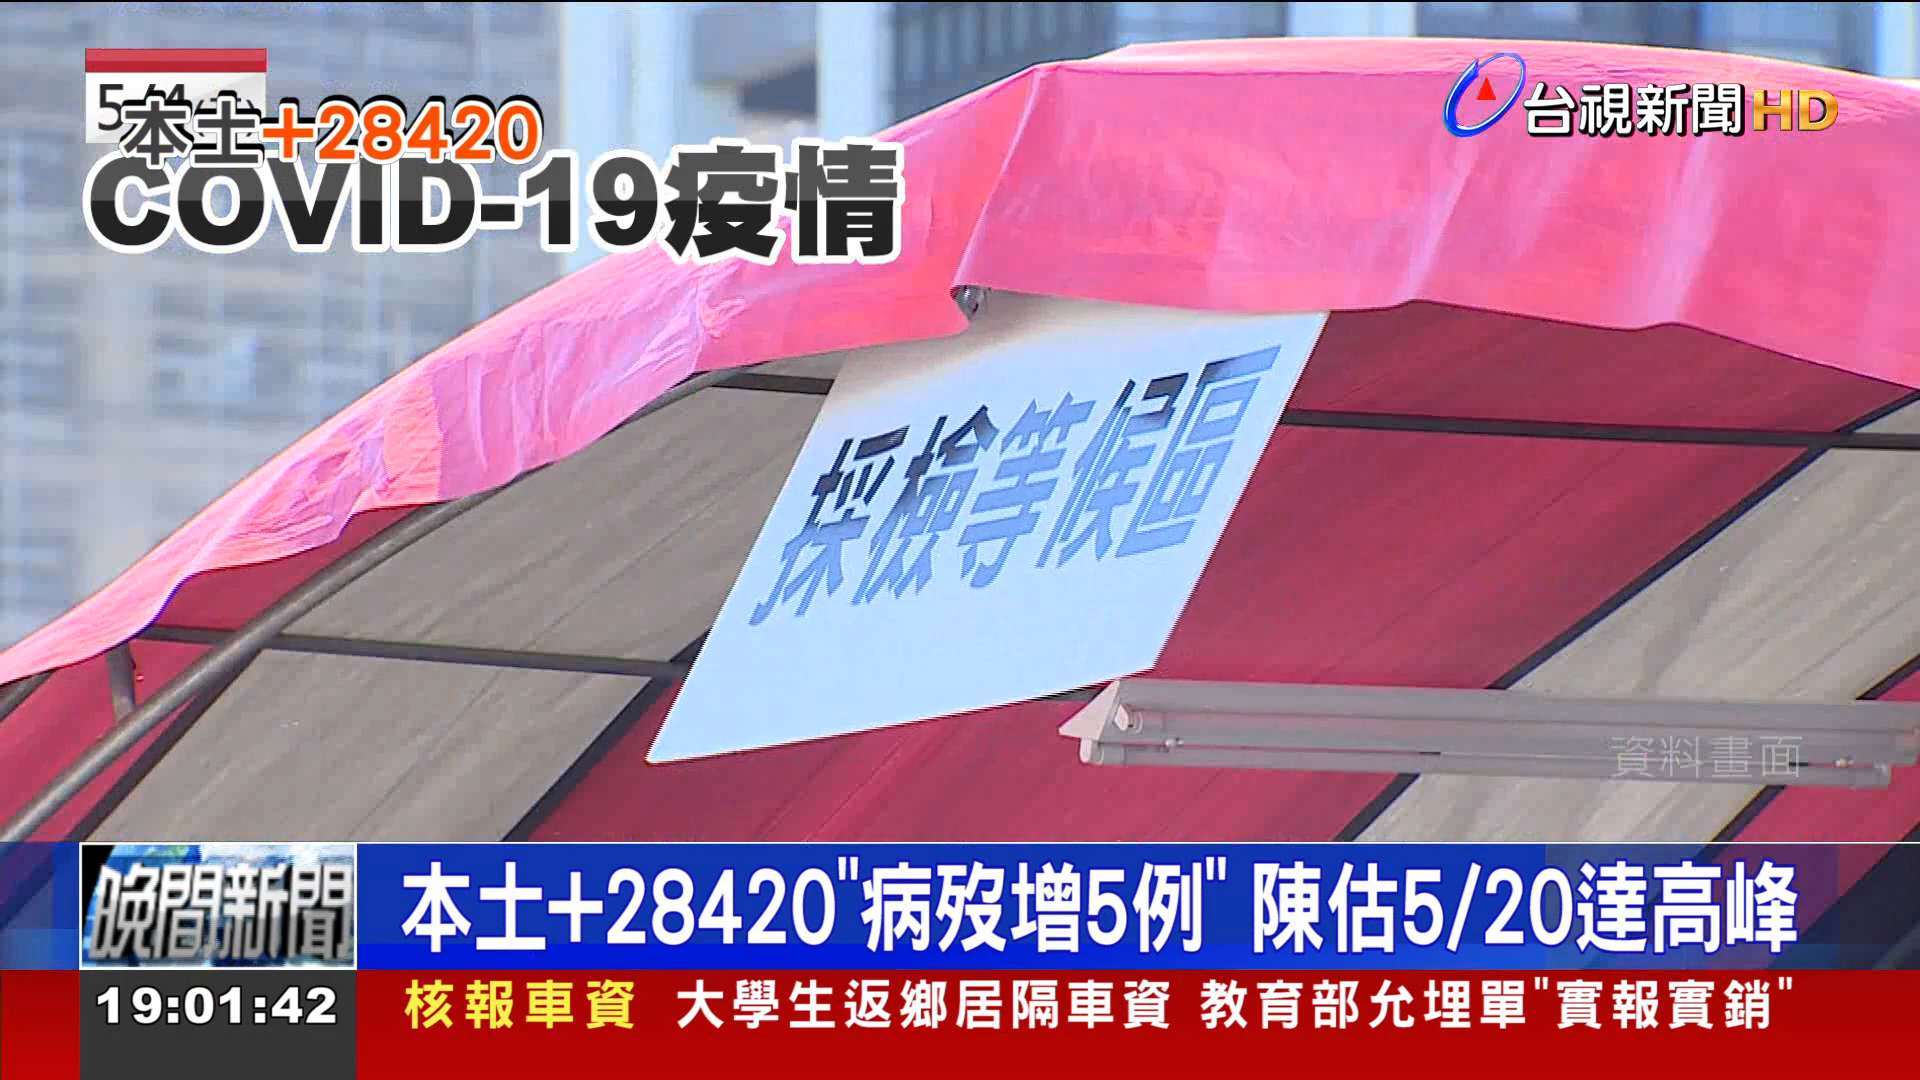 5/4
本土+28420
COVID-19疫情
台視新聞HD
採檢等候區
資料畫面
晚間新聞
本土+28420"病歿增5例" 陳估5/20達高峰
19:01:42
核報車資 大學生返鄉居隔車資 教育部允埋單"實報實銷"